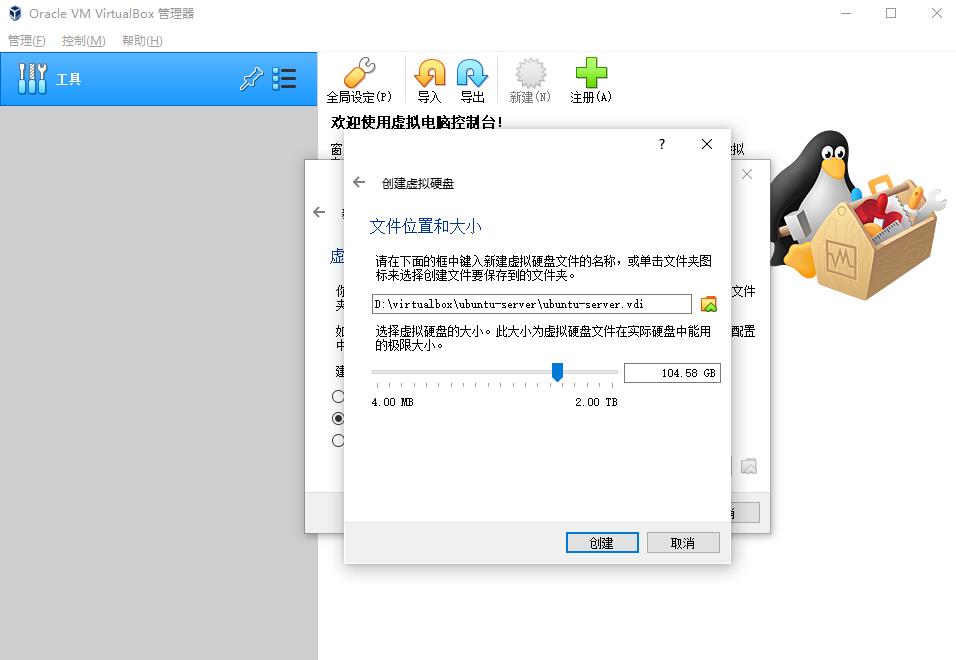 Oracle VM VirtualBox 管理器
管理(F) 控制(M) 帮助(H)
工具
全局设定(P) 导入 导出 新建(N) 注册(A)
欢迎使用虚拟电脑控制台!
窗
拟
创建虚拟硬盘
文件位置和大小
虚
请在下面的框中键入新建虚拟硬盘文件的名称，或单击文件夹图
标来选择创建文件要保存到的文件夹。
你
文件
夹
D:\virtualbox\ubuntu-server\ubuntu-server.vdi
选择虚拟硬盘的大小。此大小为虚拟硬盘文件在实际硬盘中能用
的极限大小。
如
配置
中
建
104.58 GB
4.00 MB 2.00 TB
创建 取消